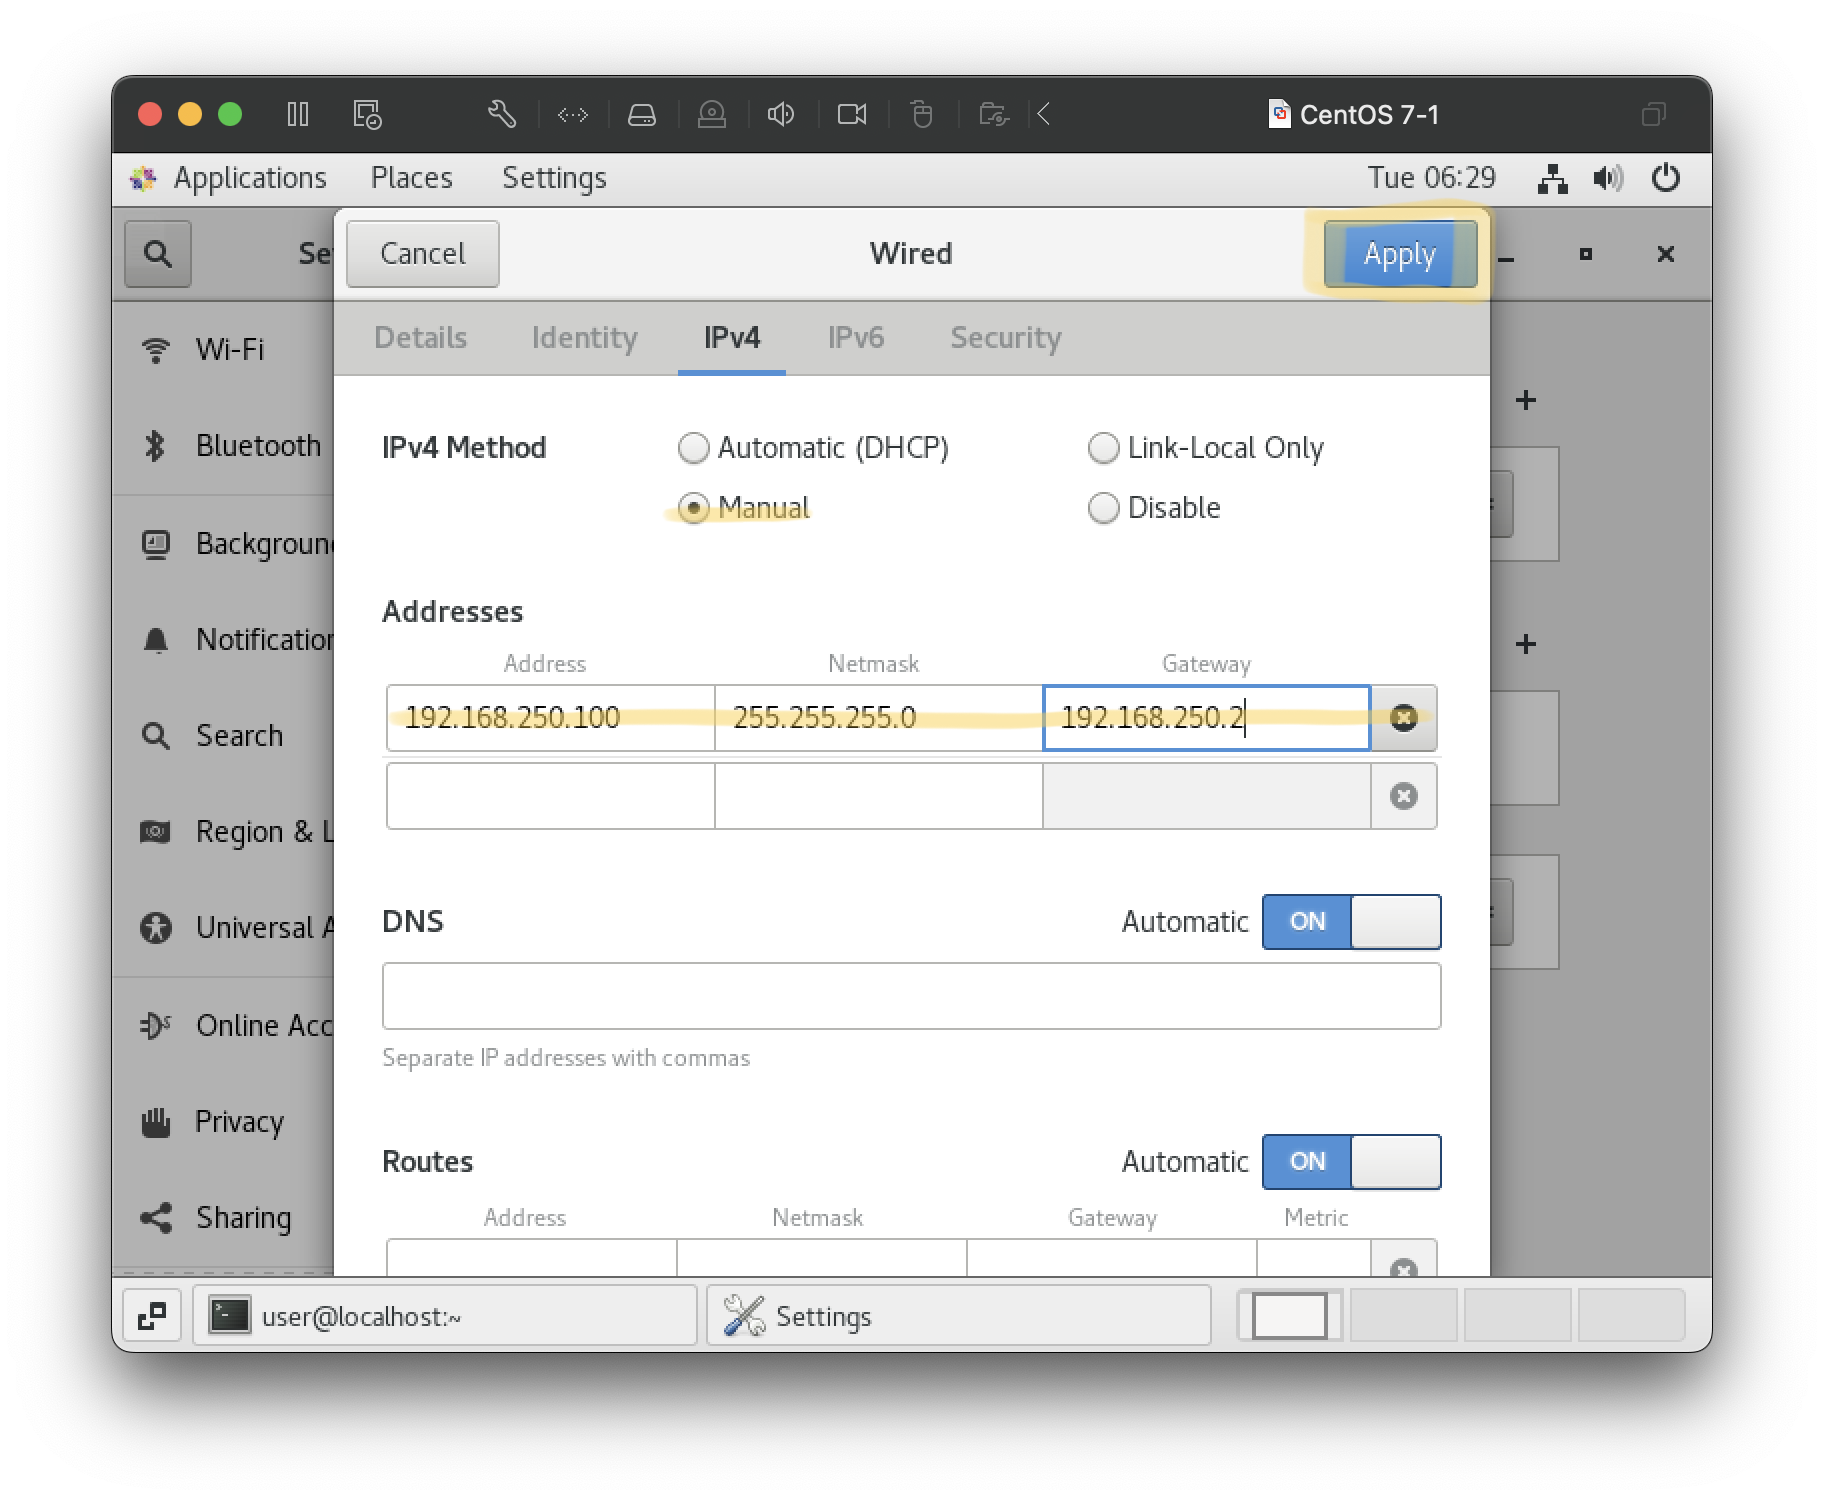 CentOS 7-1
Applications Places Settings Tue 06:29
Se Cancel Wired Apply
Details Identity IPv4 IPv6 Security
Wi-Fi
Bluetooth
Background
Notification
Search
Region & L
Universal A
Online Acc
Privacy
Sharing
IPv4 Method Automatic (DHCP) Link-Local Only
Manual Disable
Addresses
Address Netmask Gateway
192.168.250.100 255.255.255.0 192.168.250.2
DNS Automatic ON
Separate IP addresses with commas
Routes Automatic ON
Address Netmask Gateway Metric
user@localhost:~ Settings